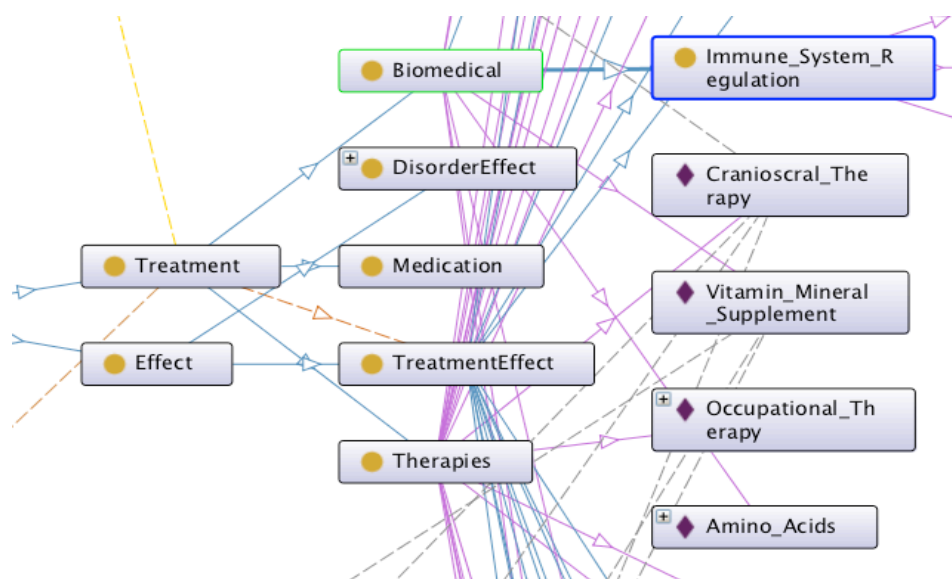 Biomedical
Immune_System_R
egulation
DisorderEffect
Cranioscral_The
rapy
Treatment
Medication
Vitamin_Mineral
_Supplement
Effect
TreatmentEffect
Occupational_Th
erapy
Therapies
Amino_Acids